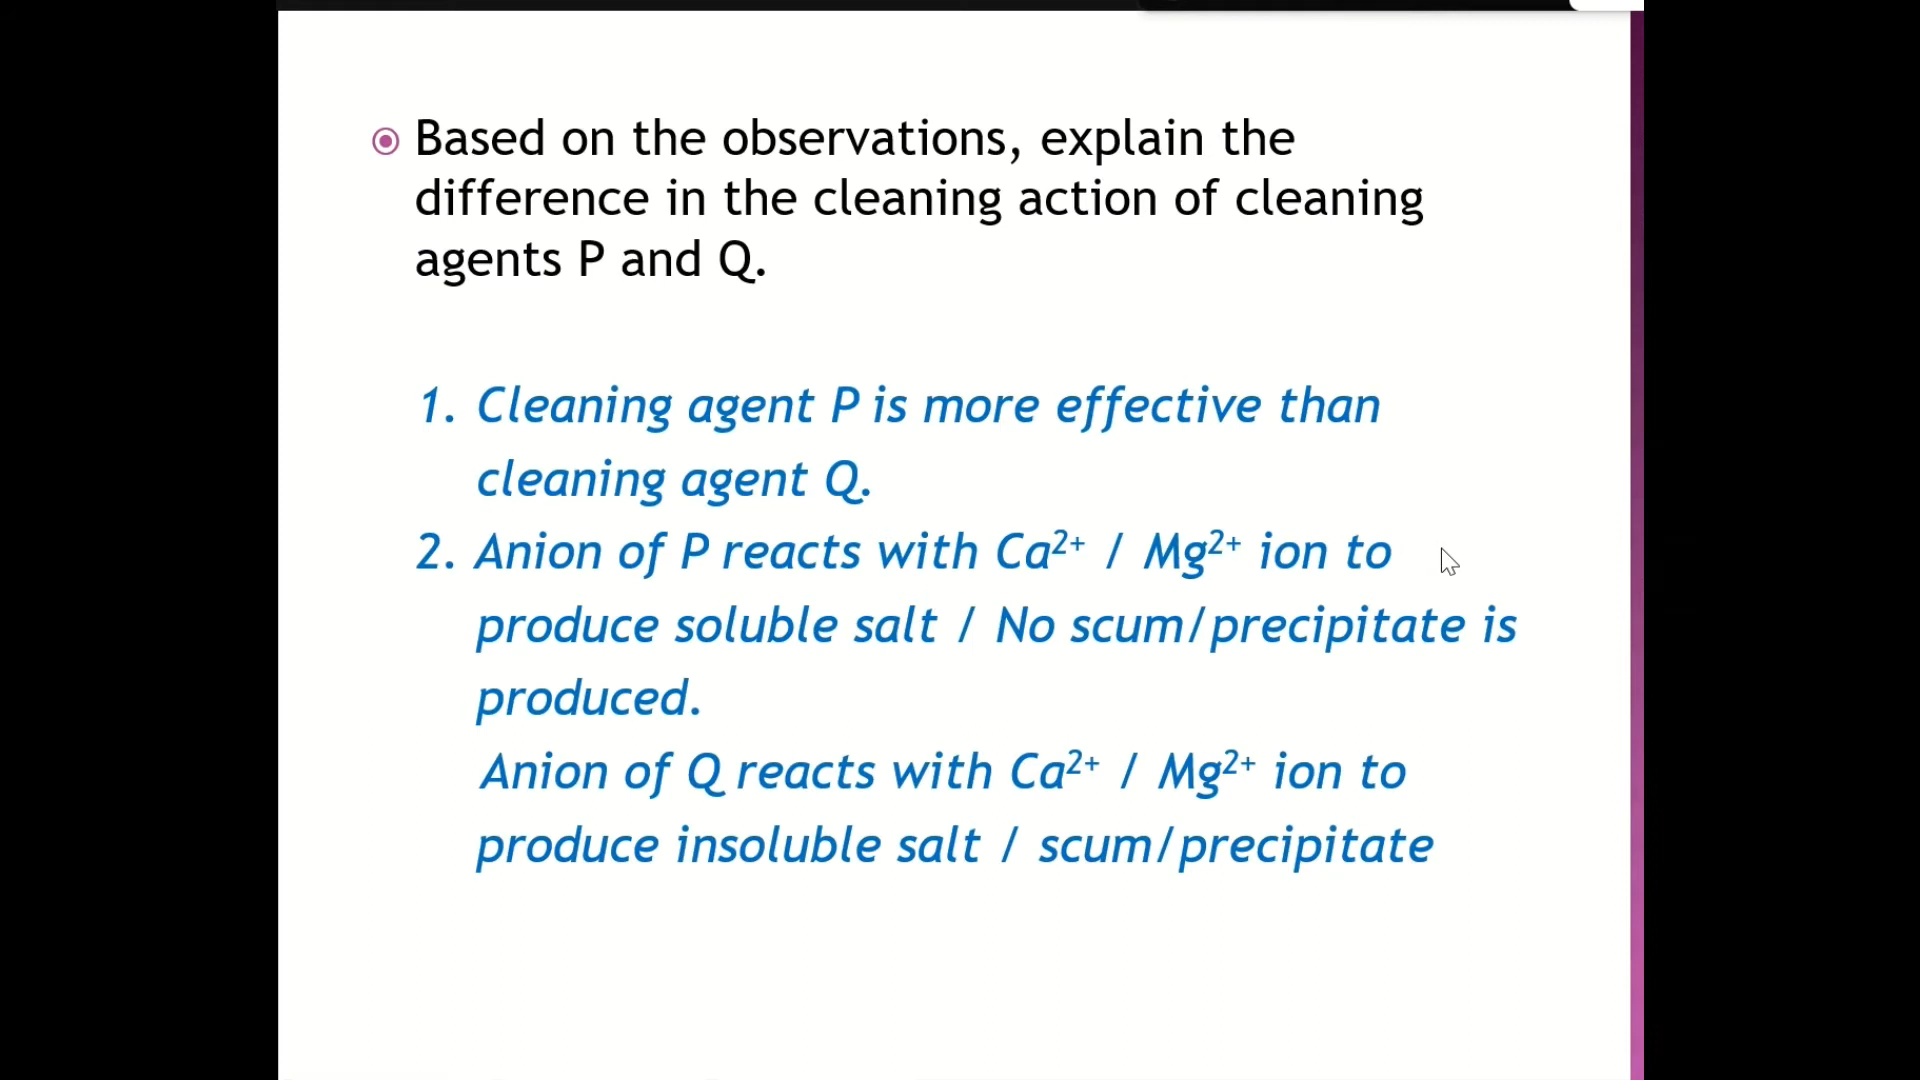 Based on the observations, explain the
difference in the cleaning action of cleaning
agents P and Q.
1. Cleaning agent P is more effective than
cleaning agent Q.
2. Anion of P reacts with Ca²⁺ / Mg²⁺ ion to
produce soluble salt / No scum/precipitate is
produced.
Anion of Q reacts with Ca²⁺ / Mg²⁺ ion to
produce insoluble salt / scum/precipitate